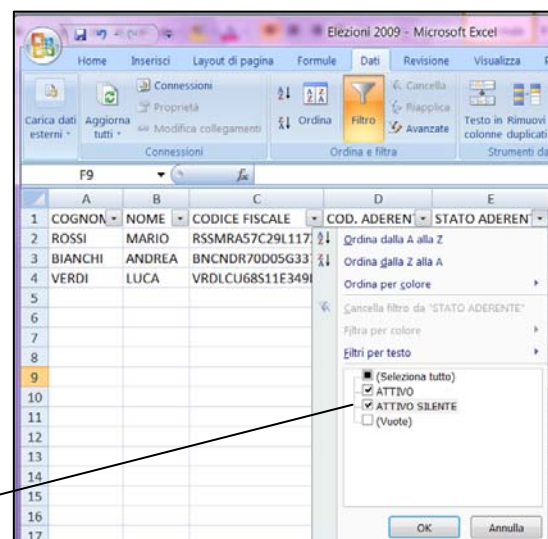 Elezioni 2009 - Microsoft Excel
Home Inserisci Layout di pagina Formule Dati Revisione Visualizza
Carica dati esterni
Aggiorna tutti
Connessioni
Proprietà
Modifica collegamenti
Connessioni
Ordina
Filtro
Cancella
Riapplica
Avanzate
Ordina e filtra
Testo in colonne
Rimuovi duplicati
Strumenti da
F9 fx
A B C D E
1 COGNOM NOME CODICE FISCALE COD. ADEREN STATO ADEREN
2 ROSSI MARIO
3 BIANCHI ANDREA
4 VERDI LUCA
5
6
7
8
9
10
11
12
13
14
15
16
17
Ordina dalla A alla Z
Ordina dalla Z alla A
Ordina per colore
Cancella filtro da "STATO ADERENTE"
Filtra per colore
Filtri per testo
(Seleziona tutto)
ATTIVO
ATTIVO SILENTE
(Vuote)
OK Annulla